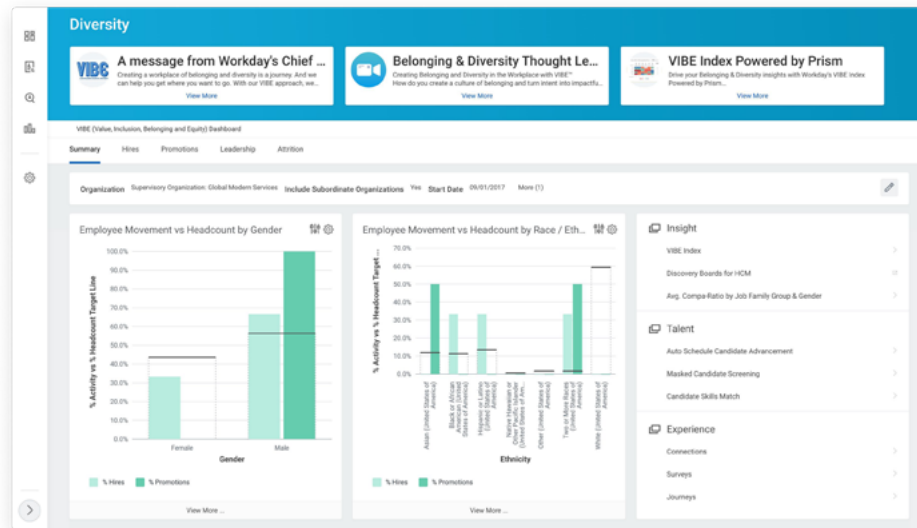 Diversity
VIBE
A message from Workday's Chief ...
Creating a workplace of belonging and diversity is a journey. And we
can help you get where you want to go. With our VIBE approach, we...
View More
Belonging & Diversity Thought Le...
Creating Belonging and Diversity in the Workplace with VIBE™
How do you create a culture of belonging and turn intent into impactfu...
View More
VIBE Index Powered by Prism
Drive your Belonging & Diversity insights with Workday's VIBE Index
Powered by Prism...
View More
VIBE (Value, Inclusion, Belonging and Equity) Dashboard
Summary Hires Promotions Leadership Attrition
Organization Supervisory Organization: Global Modern Services Include Subordinate Organizations Yes Start Date 09/01/2017 More (1)
Employee Movement vs Headcount by Gender
% Activity vs % Headcount Target Line
100.0%
90.0%
80.0%
70.0%
60.0%
50.0%
40.0%
30.0%
20.0%
10.0%
0.0%
Female
Male
Gender
% Hires % Promotions
View More ...
Employee Movement vs Headcount by Race / Eth...
% Activity vs % Headcount Target ...
70.0%
60.0%
50.0%
40.0%
30.0%
20.0%
10.0%
0.0%
Asian (United States of
America)
Black or African
American (United
States of America)
Hispanic or Latino
(United States of
America)
Native Hawaiian or
Other Pacific Islander
(United States of Am...
Other (United States of
America)
Two or More Races
(United States of
America)
White (United States of
America)
Ethnicity
% Hires % Promotions
View More ...
Insight
VIBE Index
Discovery Boards for HCM
Avg. Compa-Ratio by Job Family Group & Gender
Talent
Auto Schedule Candidate Advancement
Masked Candidate Screening
Candidate Skills Match
Experience
Connections
Surveys
Journeys